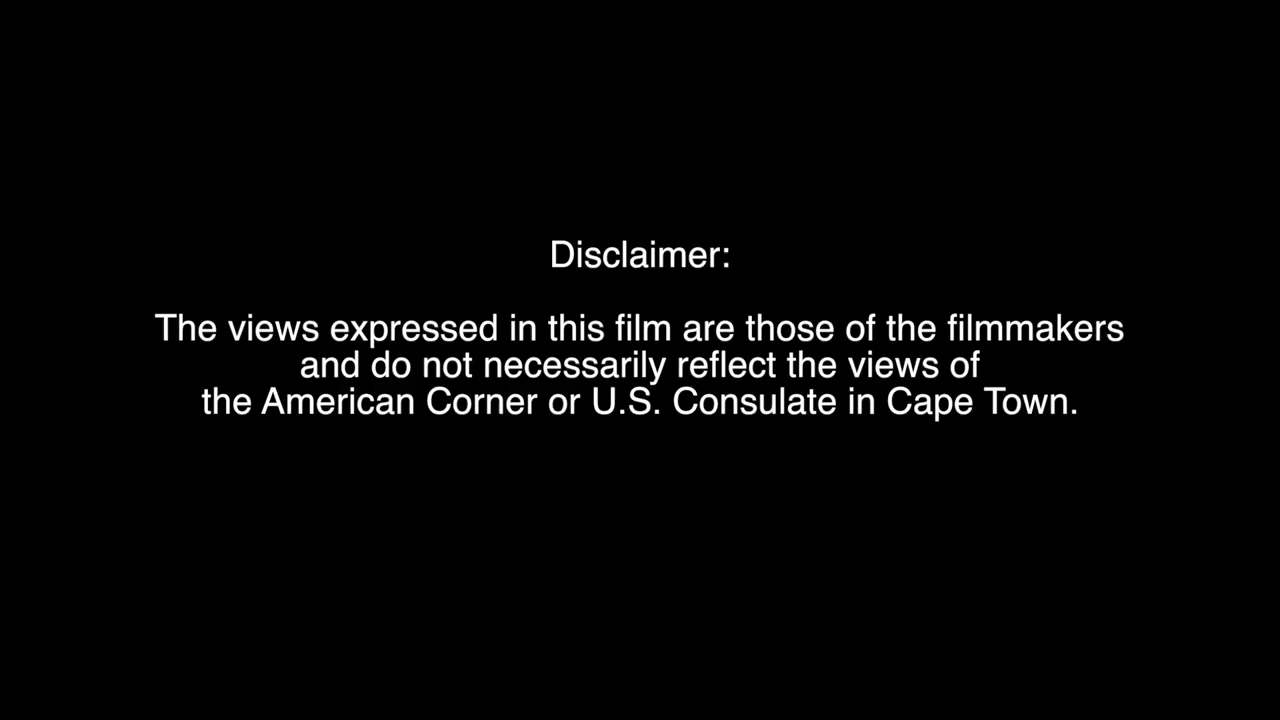 Disclaimer:
The views expressed in this film are those of the filmmakers
and do not necessarily reflect the views of
the American Corner or U.S. Consulate in Cape Town.